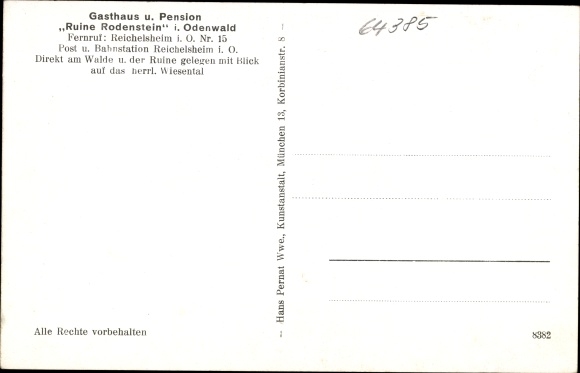 Gasthaus u. Pension
„Ruine Rodenstein“ i. Odenwald
Fernruf: Reichelsheim i. O. Nr. 15
Post u. Bahnstation Reichelsheim i. O.
Direkt am Walde u. der Ruine gelegen mit Blick
auf das herrl. Wiesental
64385
– Hans Pernat Wwe., Kunstanstalt, München 13, Korbinianstr. 8 –
Alle Rechte vorbehalten
8382